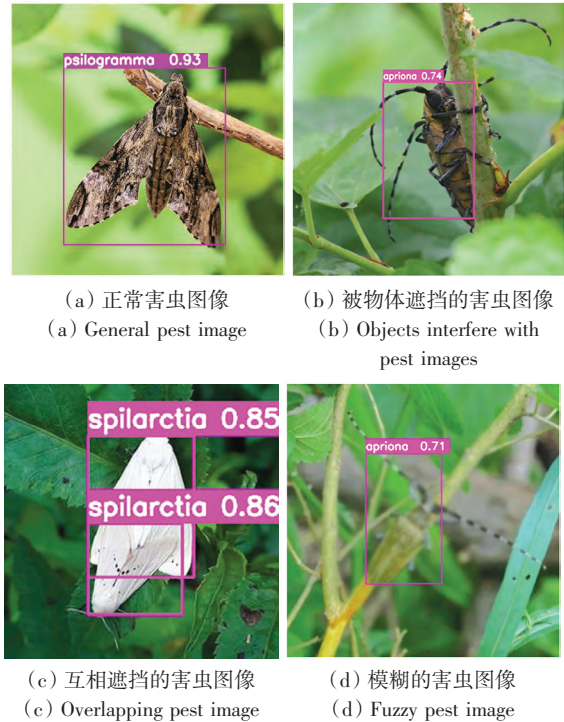 psilogramma 0.93
apriona 0.74
(a) 正常害虫图像
(a) General pest image
(b) 被物体遮挡的害虫图像
(b) Objects interfere with
pest images
spilarctia 0.85
spilarctia 0.86
apriona 0.71
(c) 互相遮挡的害虫图像
(c) Overlapping pest image
(d) 模糊的害虫图像
(d) Fuzzy pest image